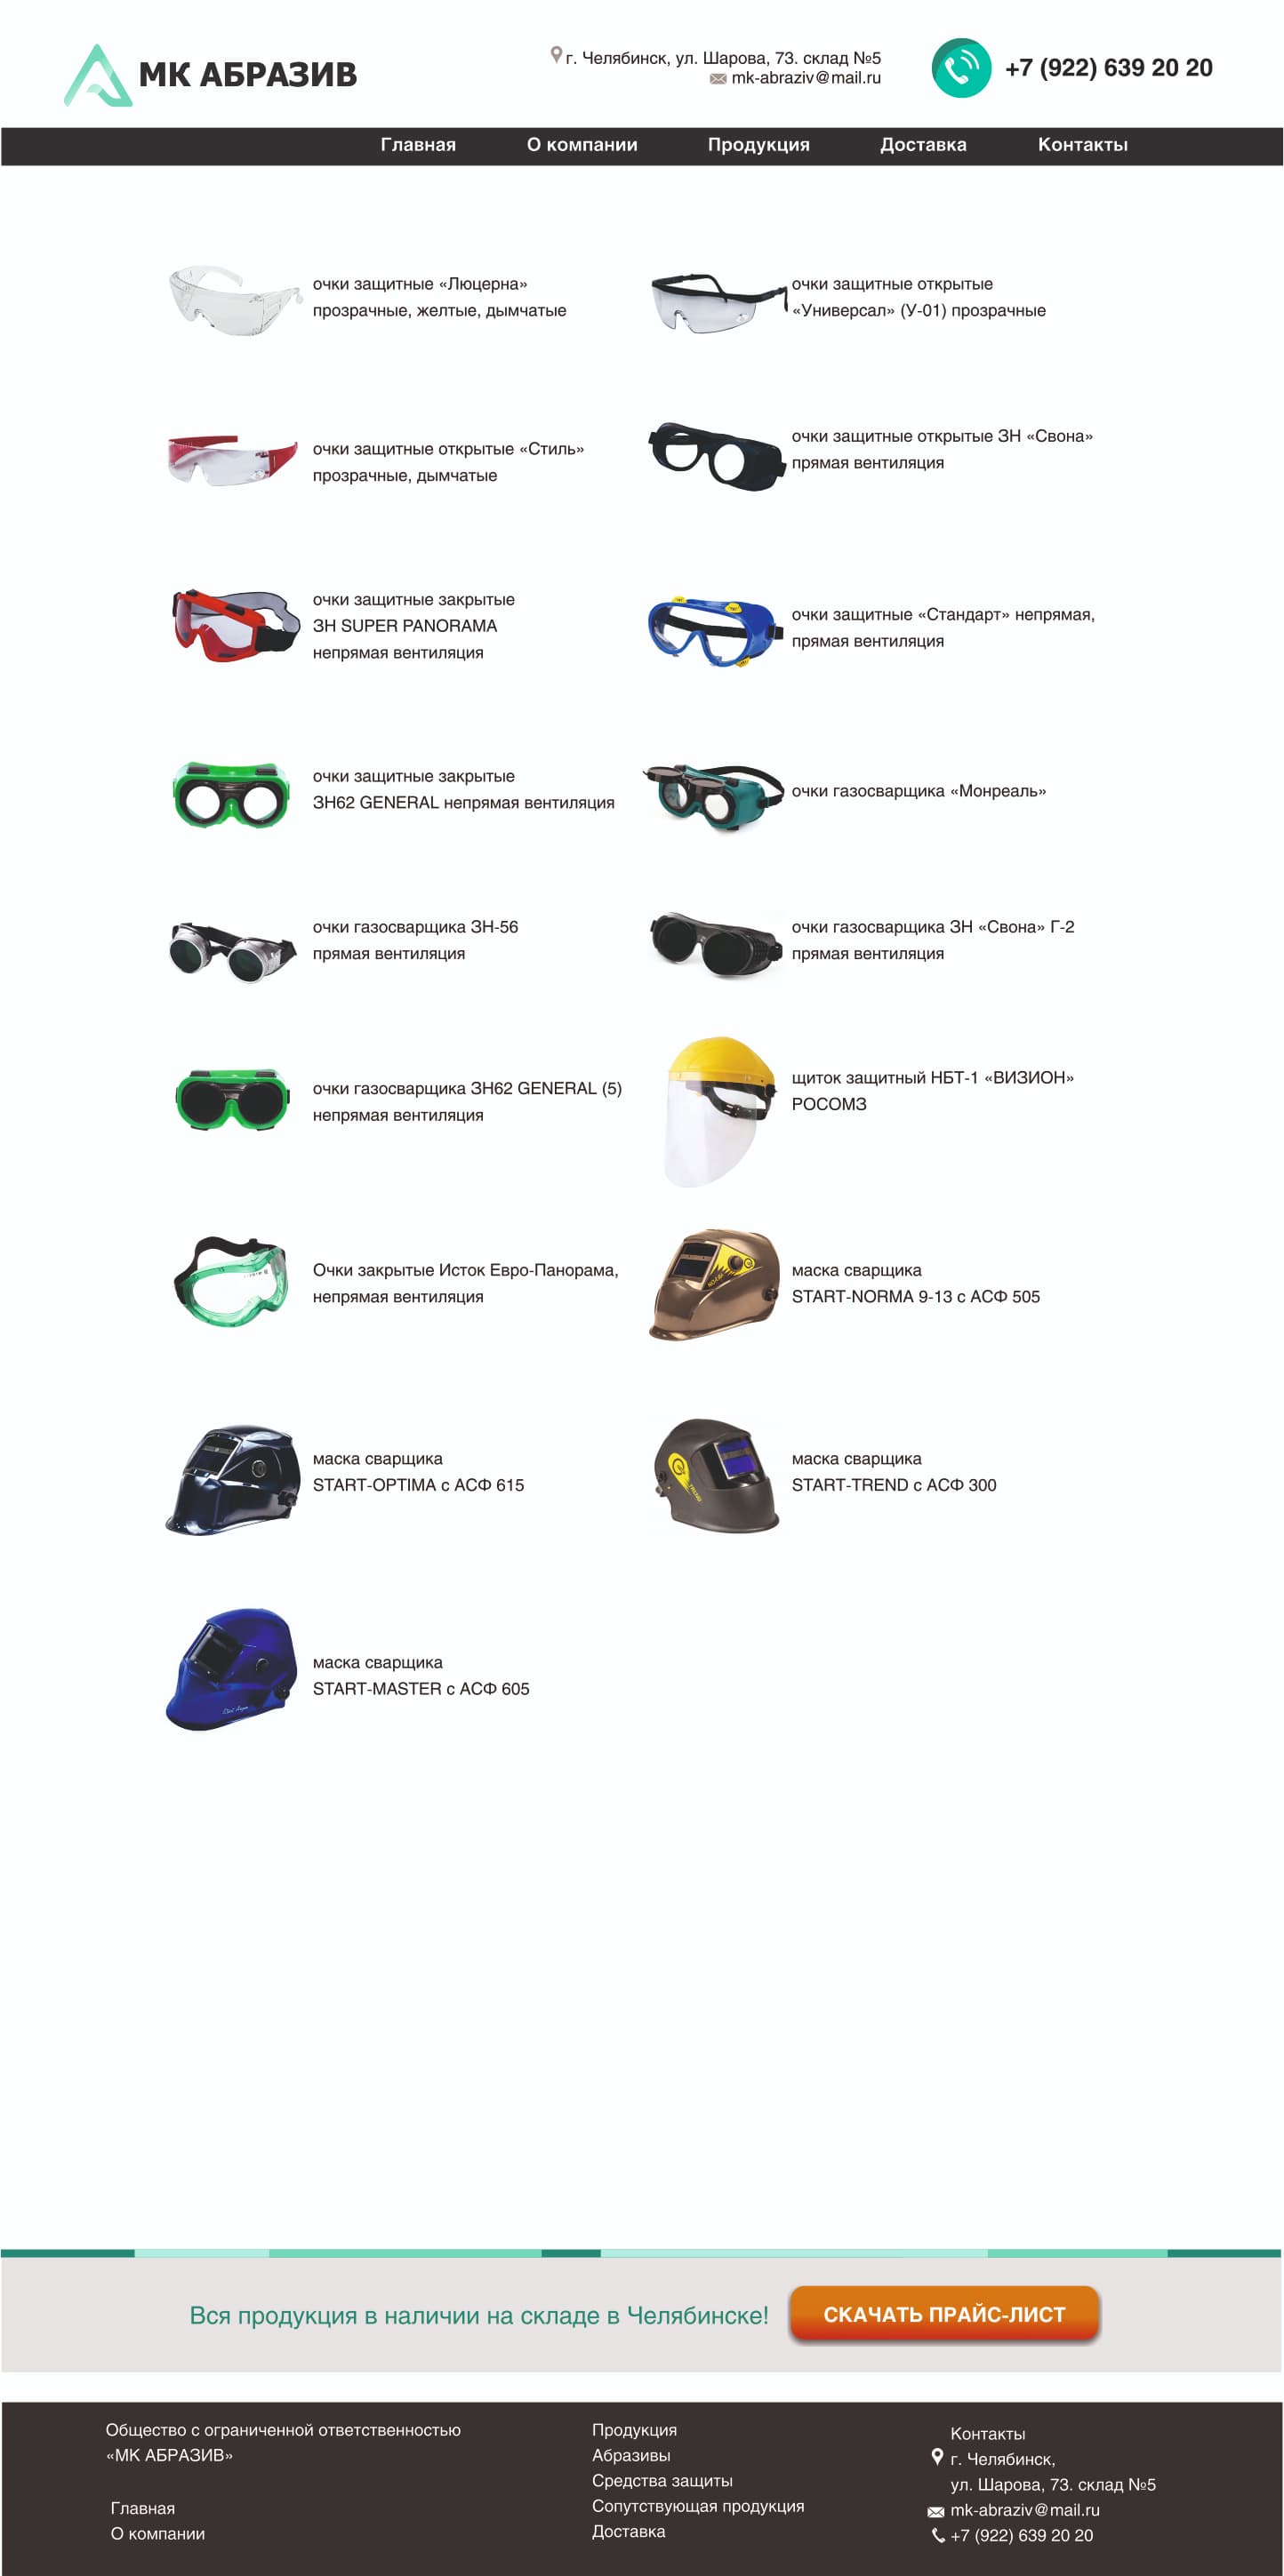 МК АБРАЗИВ
г. Челябинск, ул. Шарова, 73. склад №5
mk-abraziv@mail.ru
+7 (922) 639 20 20
Главная О компании Продукция Доставка Контакты
очки защитные «Люцерна»
прозрачные, желтые, дымчатые
очки защитные открытые
«Универсал» (У-01) прозрачные
очки защитные открытые «Стиль»
прозрачные, дымчатые
очки защитные открытые ЗН «Свона»
прямая вентиляция
очки защитные закрытые
ЗН SUPER PANORAMA
непрямая вентиляция
очки защитные «Стандарт» непрямая,
прямая вентиляция
очки защитные закрытые
ЗН62 GENERAL непрямая вентиляция
очки газосварщика «Монреаль»
очки газосварщика ЗН-56
прямая вентиляция
очки газосварщика ЗН «Свона» Г-2
прямая вентиляция
очки газосварщика ЗН62 GENERAL (5)
непрямая вентиляция
щиток защитный НБТ-1 «ВИЗИОН»
РОСОМЗ
Очки закрытые Исток Евро-Панорама,
непрямая вентиляция
маска сварщика
START-NORMA 9-13 с АСФ 505
маска сварщика
START-OPTIMA с АСФ 615
маска сварщика
START-TREND с АСФ 300
маска сварщика
START-MASTER с АСФ 605
Вся продукция в наличии на складе в Челябинске!
СКАЧАТЬ ПРАЙС-ЛИСТ
Общество с ограниченной ответственностью
«МК АБРАЗИВ»
Главная
О компании
Продукция
Абразивы
Средства защиты
Сопутствующая продукция
Доставка
Контакты
г. Челябинск,
ул. Шарова, 73. склад №5
mk-abraziv@mail.ru
+7 (922) 639 20 20